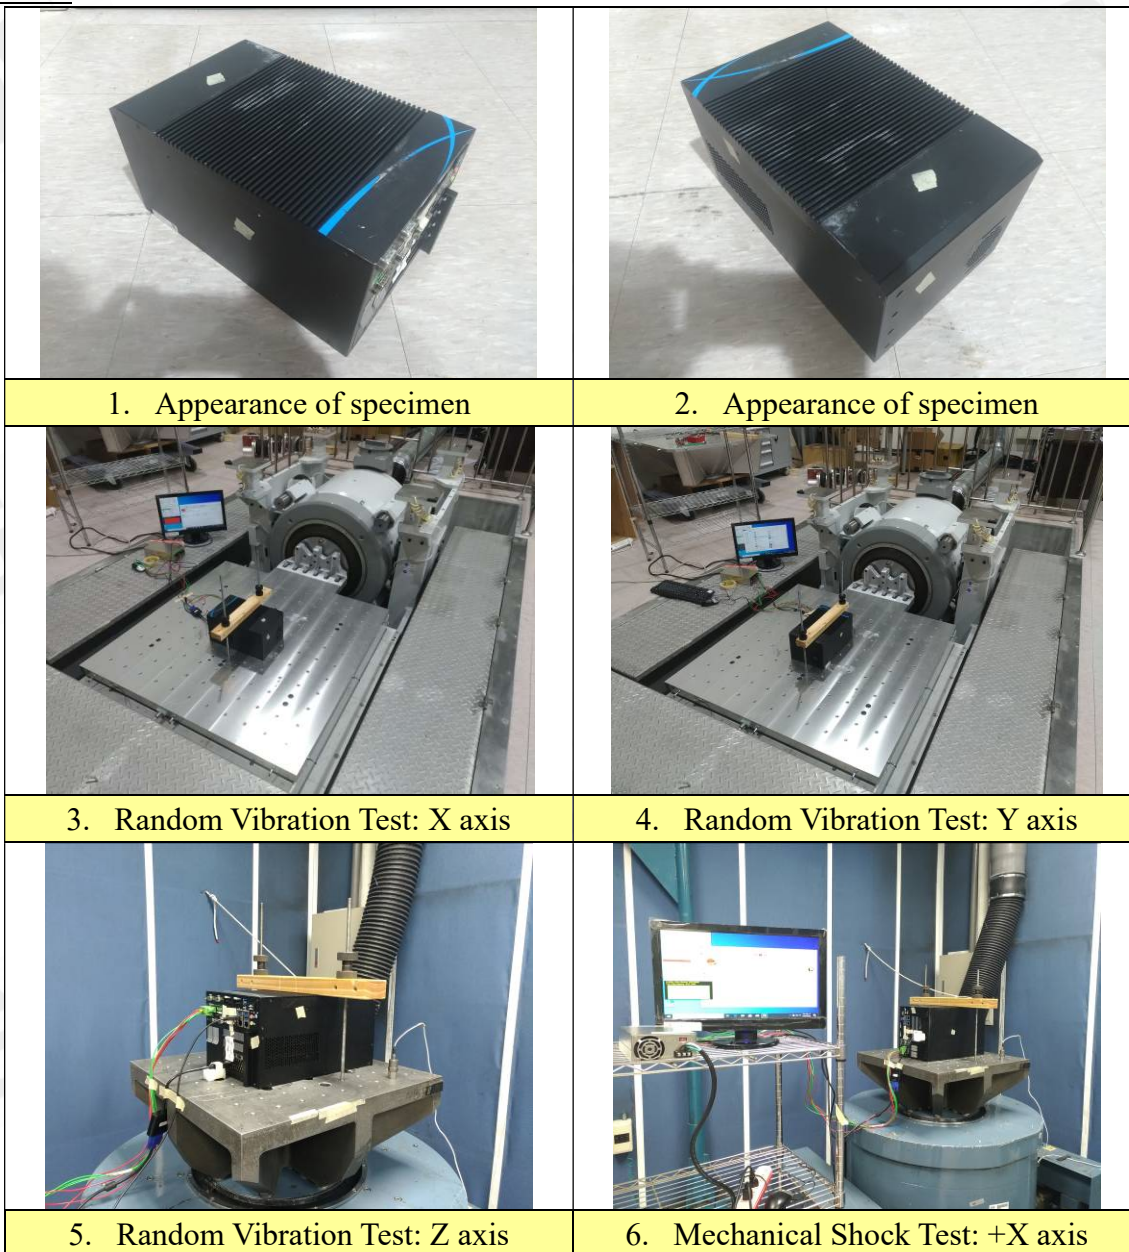 1. Appearance of specimen
2. Appearance of specimen
3. Random Vibration Test: X axis
4. Random Vibration Test: Y axis
5. Random Vibration Test: Z axis
6. Mechanical Shock Test: +X axis